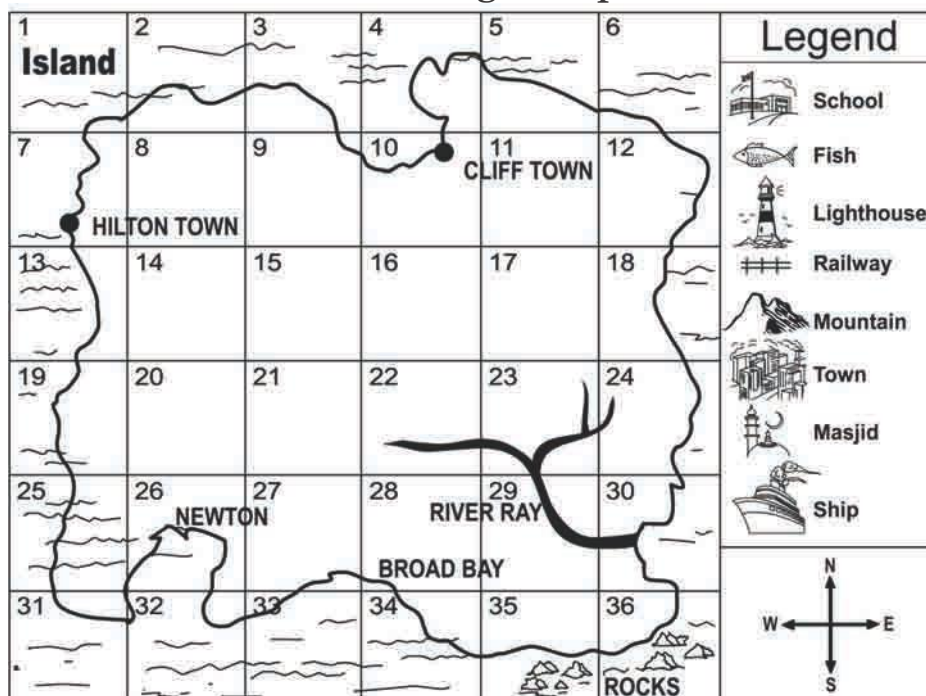 1 2 3 4 5 6
Island
7 8 9 10 11 12
CLIFF TOWN
HILTON TOWN
13 14 15 16 17 18
19 20 21 22 23 24
25 26 27 28 29 30
NEWTON
RIVER RAY
BROAD BAY
31 32 33 34 35 36
ROCKS
Legend
School
Fish
Lighthouse
Railway
Mountain
Town
Masjid
Ship
N
W E
S